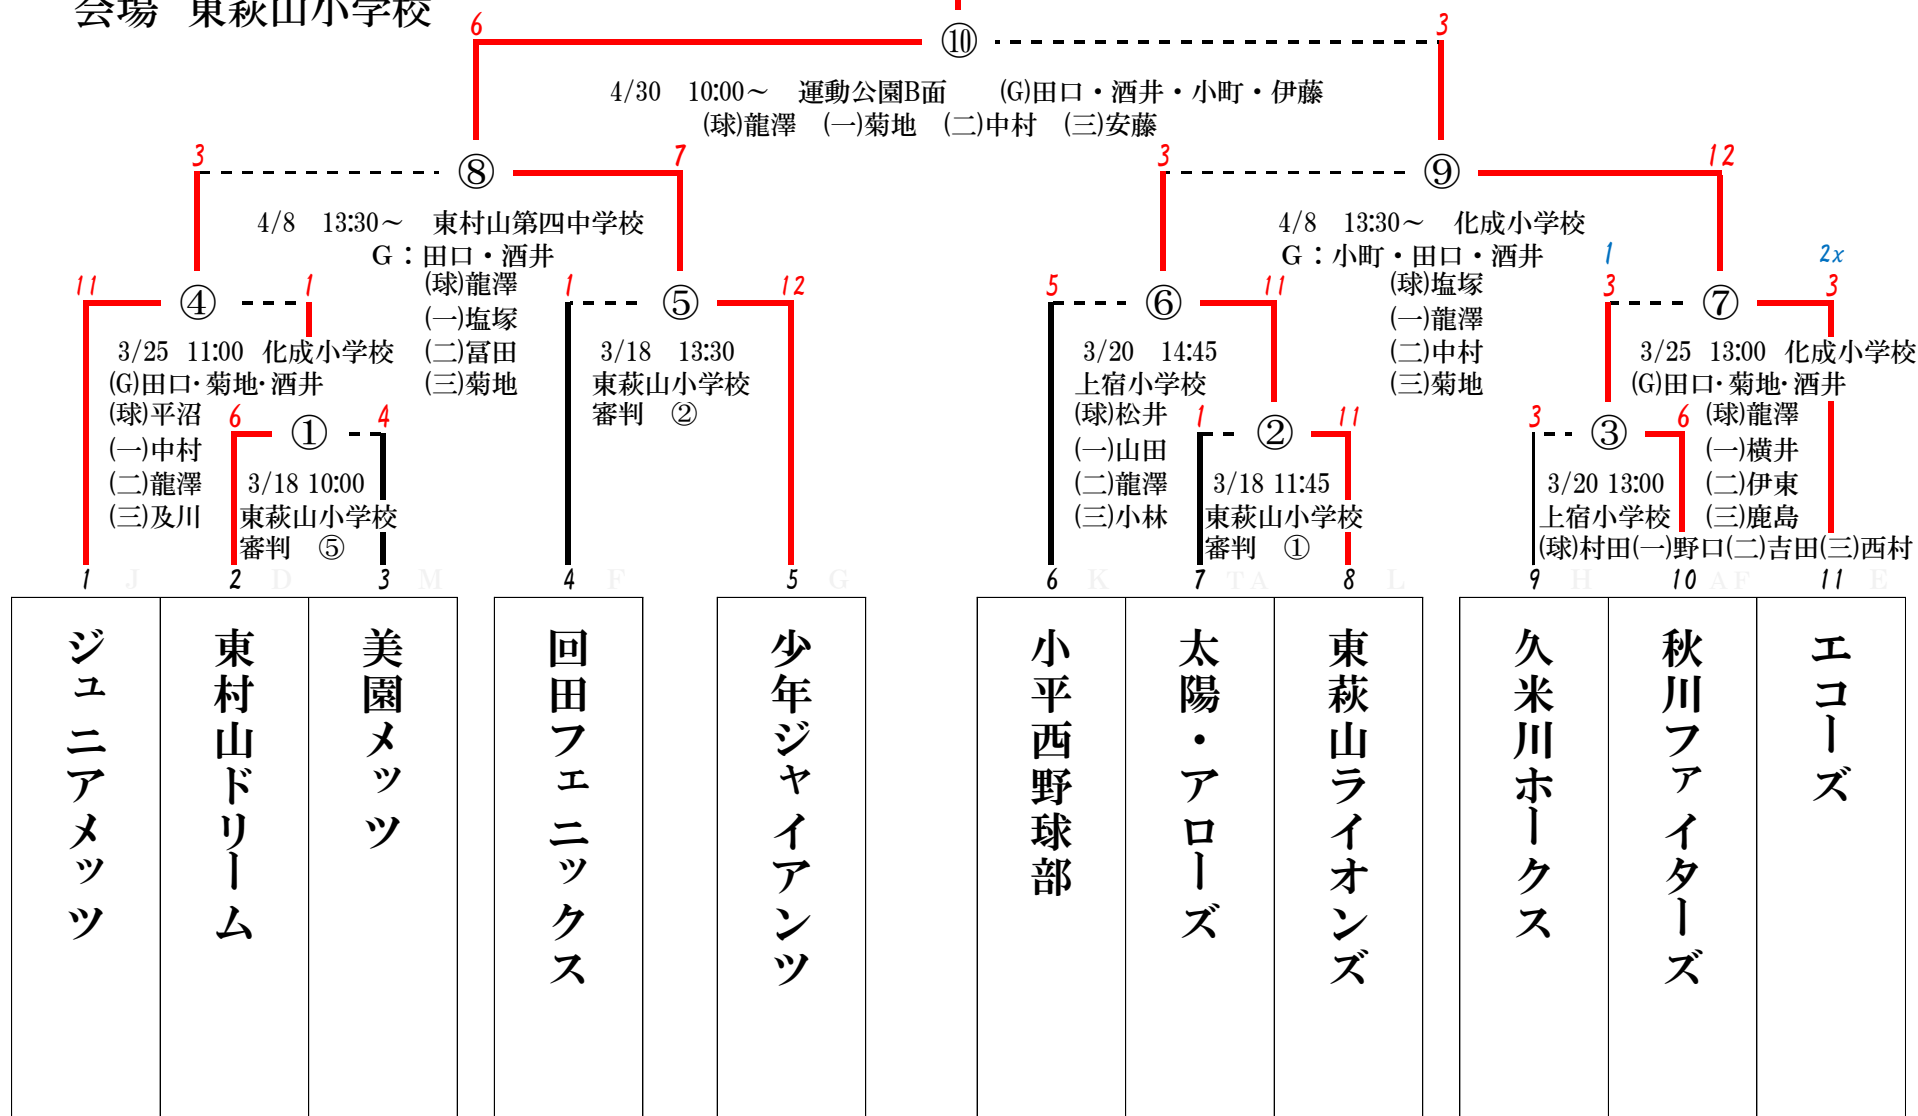 会場 東萩山小学校
6 ⑩ 3
4/30 10:00～ 運動公園B面 (G)田口・酒井・小町・伊藤
(球)龍澤 (一)菊地 (二)中村 (三)安藤
3 ⑧ 7
4/8 13:30～ 東村山第四中学校
G：田口・酒井
(球)龍澤
(一)塩塚
(二)冨田
(三)菊地
3 ⑨ 12
4/8 13:30～ 化成小学校
G：小町・田口・酒井
(球)塩塚
(一)龍澤
(二)中村
(三)菊地
11 ④ 1
3/25 11:00 化成小学校
(G)田口・菊地・酒井
(球)平沼
(一)中村
(二)龍澤
(三)及川
6 ① 4
3/18 10:00
東萩山小学校
審判 ⑤
1 ⑤ 12
3/18 13:30
東萩山小学校
審判 ②
5 ⑥ 11
3/20 14:45
上宿小学校
(球)松井
(一)山田
(二)龍澤
(三)小林
1 ② 11
3/18 11:45
東萩山小学校
審判 ①
1 2x
3 ⑦ 3
3/25 13:00 化成小学校
(G)田口・菊地・酒井
(球)龍澤
(一)横井
(二)伊東
(三)鹿島
3 ③ 6
3/20 13:00
上宿小学校
(球)村田(一)野口(二)吉田(三)西村
1 J 2 D 3 M 4 F 5 G 6 K 7 TA 8 L 9 H 10 AF 11 E
ジュニアメッツ
東村山ドリーム
美園メッツ
回田フェニックス
少年ジャイアンツ
小平西野球部
太陽・アローズ
東萩山ライオンズ
久米川ホークス
秋川ファイターズ
エコーズ